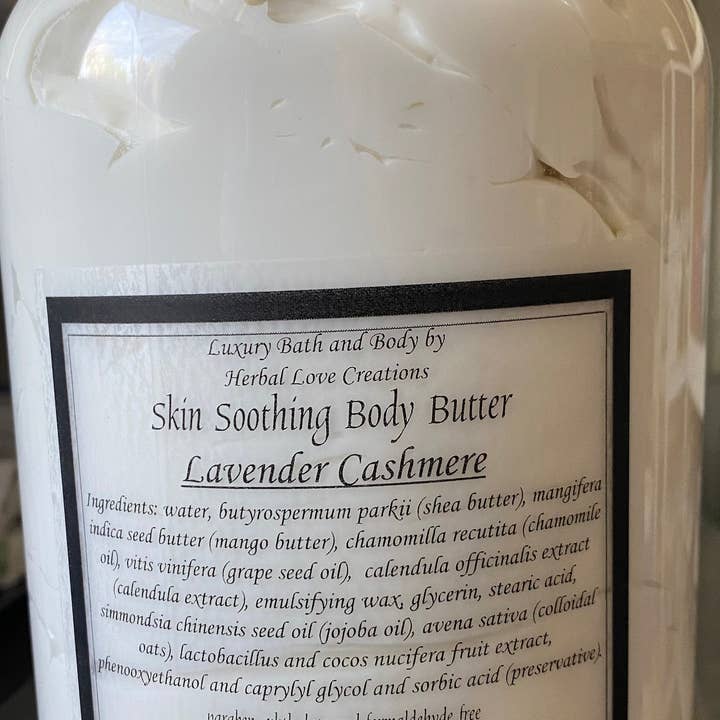 Luxury Bath and Body by
Herbal Love Creations
Skin Soothing Body Butter
Lavender Cashmere
Ingredients: water, butyrospermum parkii (shea butter), mangifera
indica seed butter (mango butter), chamomilla recutita (chamomile
oil), vitis vinifera (grape seed oil), calendula officinalis extract
(calendula extract), emulsifying wax, glycerin, stearic acid,
simmondsia chinensis seed oil (jojoba oil), avena sativa (colloidal
oats), lactobacillus and cocos nucifera fruit extract,
phenooxyethanol and caprylyl glycol and sorbic acid (preservative).
free